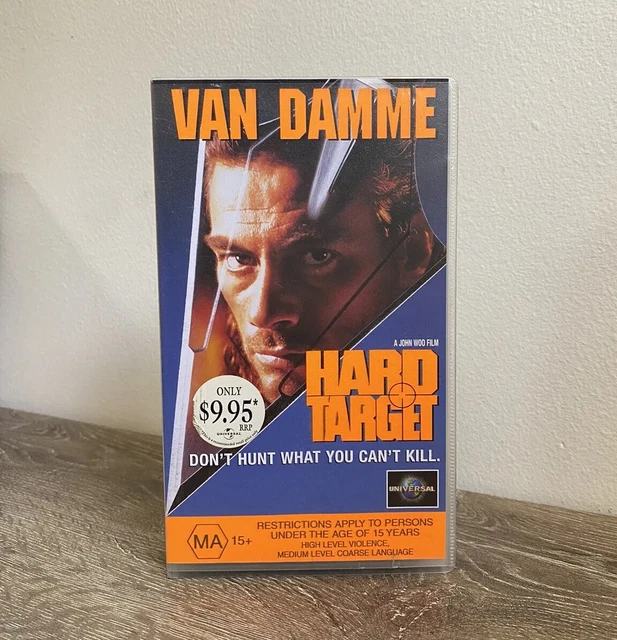 VAN DAMME
A JOHN WOO FILM
HARD
TARGET
ONLY
$9.95*
RRP
UNIVERSAL
DON'T HUNT WHAT YOU CAN'T KILL.
UNIVERSAL
MA 15+
RESTRICTIONS APPLY TO PERSONS
UNDER THE AGE OF 15 YEARS
HIGH LEVEL VIOLENCE,
MEDIUM LEVEL COARSE LANGUAGE